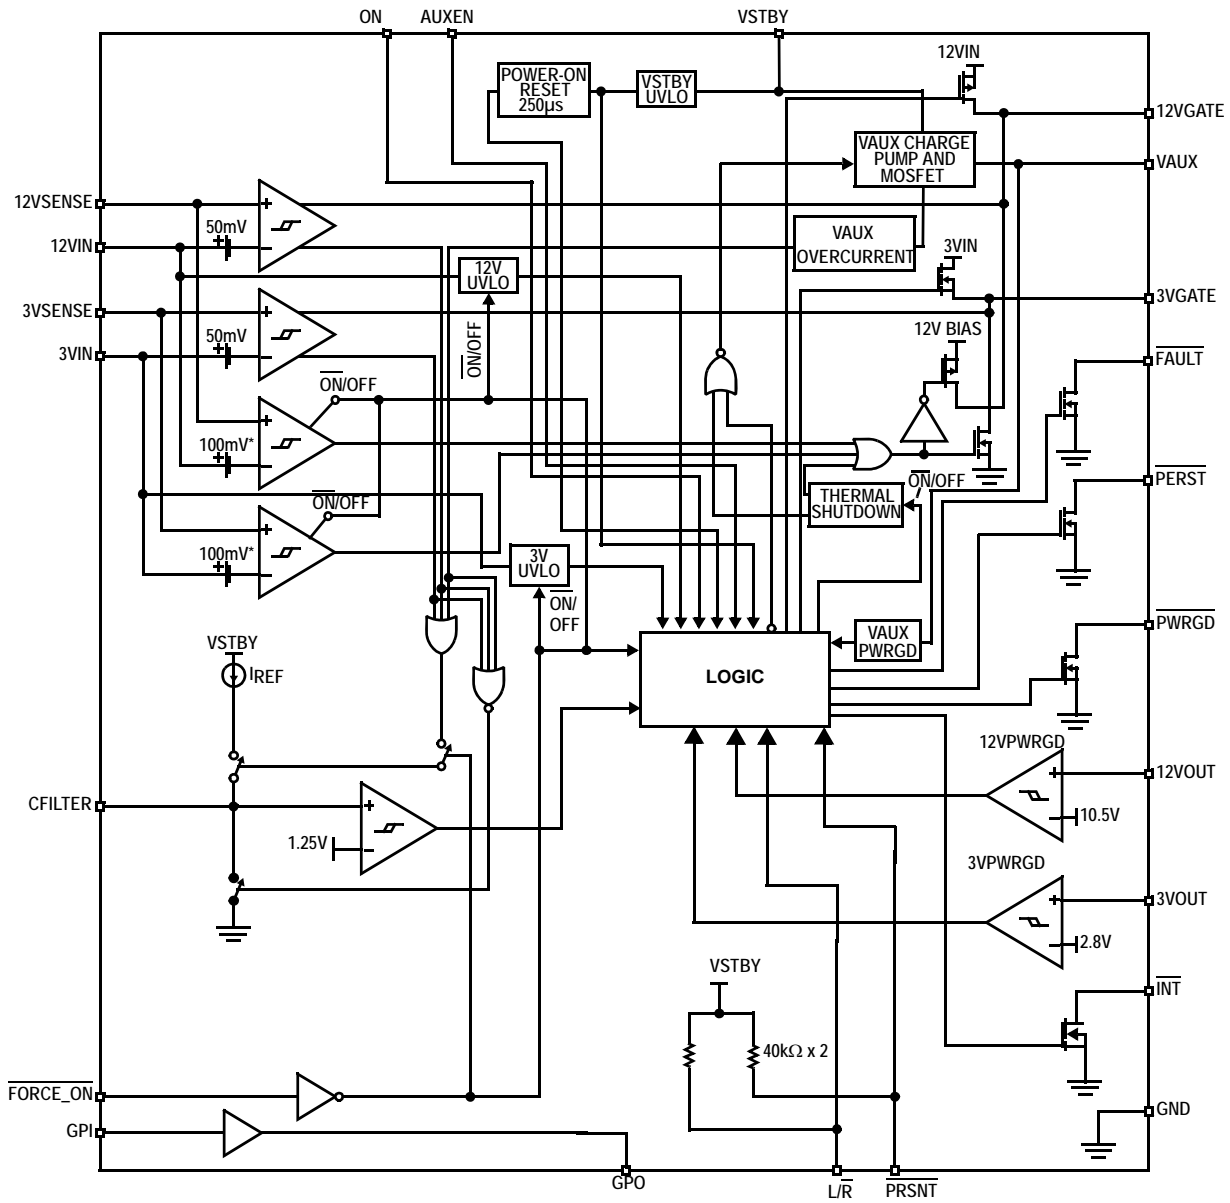 ON
AUXEN
VSTBY
POWER-ON
RESET
250µs
VSTBY
UVLO
12VIN
12VGATE
VAUX CHARGE
PUMP AND
MOSFET
VAUX
12VSENSE
50mV
12VIN
VAUX
OVERCURRENT
3VIN
12V
UVLO
3VSENSE
50mV
3VIN
3VGATE
12V BIAS
ON/OFF
FAULT
ON/OFF
100mV*
ON/OFF
THERMAL
SHUTDOWN
ON/OFF
PERST
100mV*
3V
UVLO
ON/
OFF
VSTBY
IREF
LOGIC
VAUX
PWRGD
PWRGD
12VPWRGD
12VOUT
10.5V
CFILTER
1.25V
3VPWRGD
3VOUT
2.8V
VSTBY
INT
40kΩ x 2
FORCE_ON
GPI
GND
GPO
L/R
PRSNT